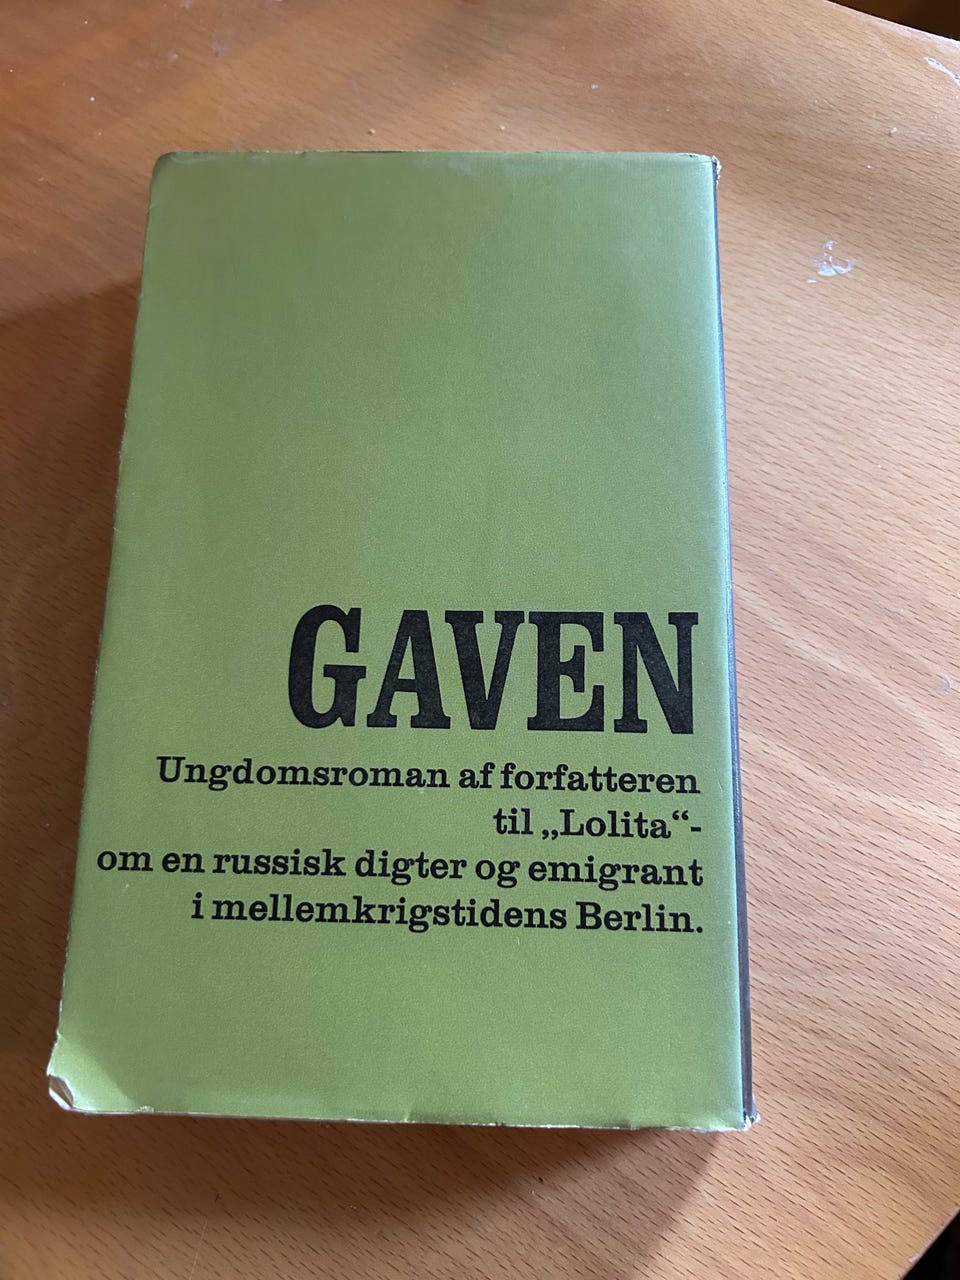 GAVEN
Ungdomsroman af forfatteren
til „Lolita“-
om en russisk digter og emigrant
i mellemkrigstidens Berlin.